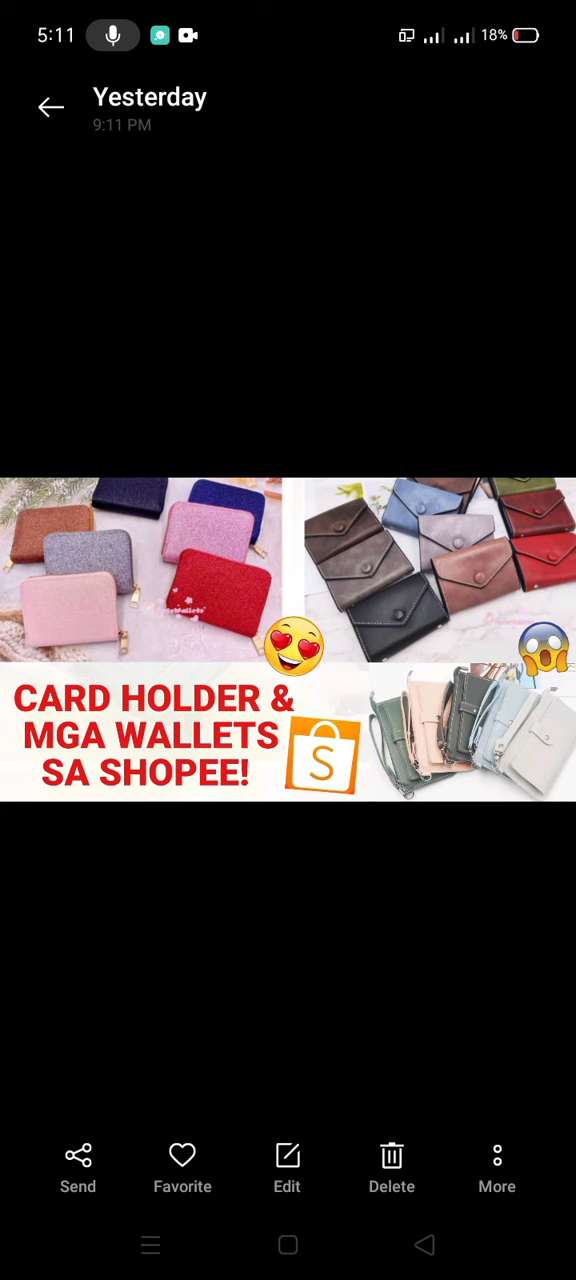 5:11
18%
Yesterday
9:11 PM
CARD HOLDER &
MGA WALLETS
SA SHOPEE!
S
Send
Favorite
Edit
Delete
More